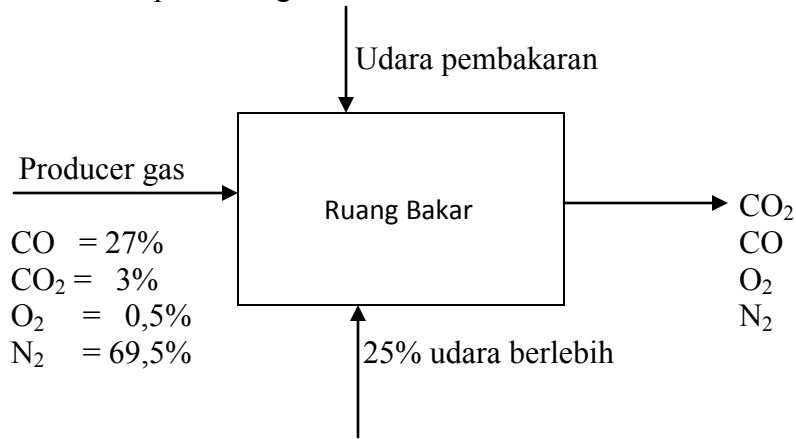 Udara pembakaran
Producer gas
Ruang Bakar
CO = 27%
CO₂ = 3%
O₂ = 0,5%
N₂ = 69,5%
CO₂
CO
O₂
N₂
25% udara berlebih